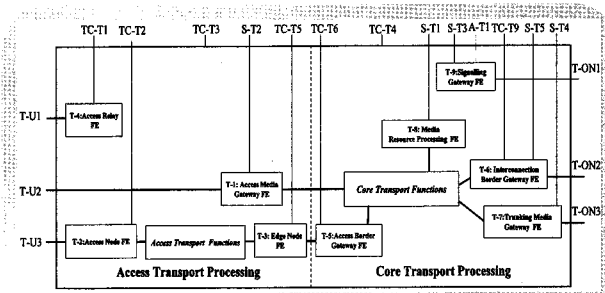 TC-T1 TC-T2 TC-T3 S-T2 TC-T5 TC-T6 TC-T4 S-T1 S-T3 A-T1 TC-T9 S-T5 S-T4
T-9:Signalling
Gateway FE
T-ON1
T-U1
T-4:Access Relay
FE
T-8: Media
Resource Processing FE
T-6: Interconnection
Border Gateway FE
T-ON2
T-U2
T-1: Access Media
Gateway FE
Core Transport Functions
T-7:Trunking Media
Gateway FE
T-ON3
T-U3
T-2:Access Node FE
Access Transport Functions
T-3: Edge Node
FE
T-5:Access Border
Gateway FE
Access Transport Processing
Core Transport Processing